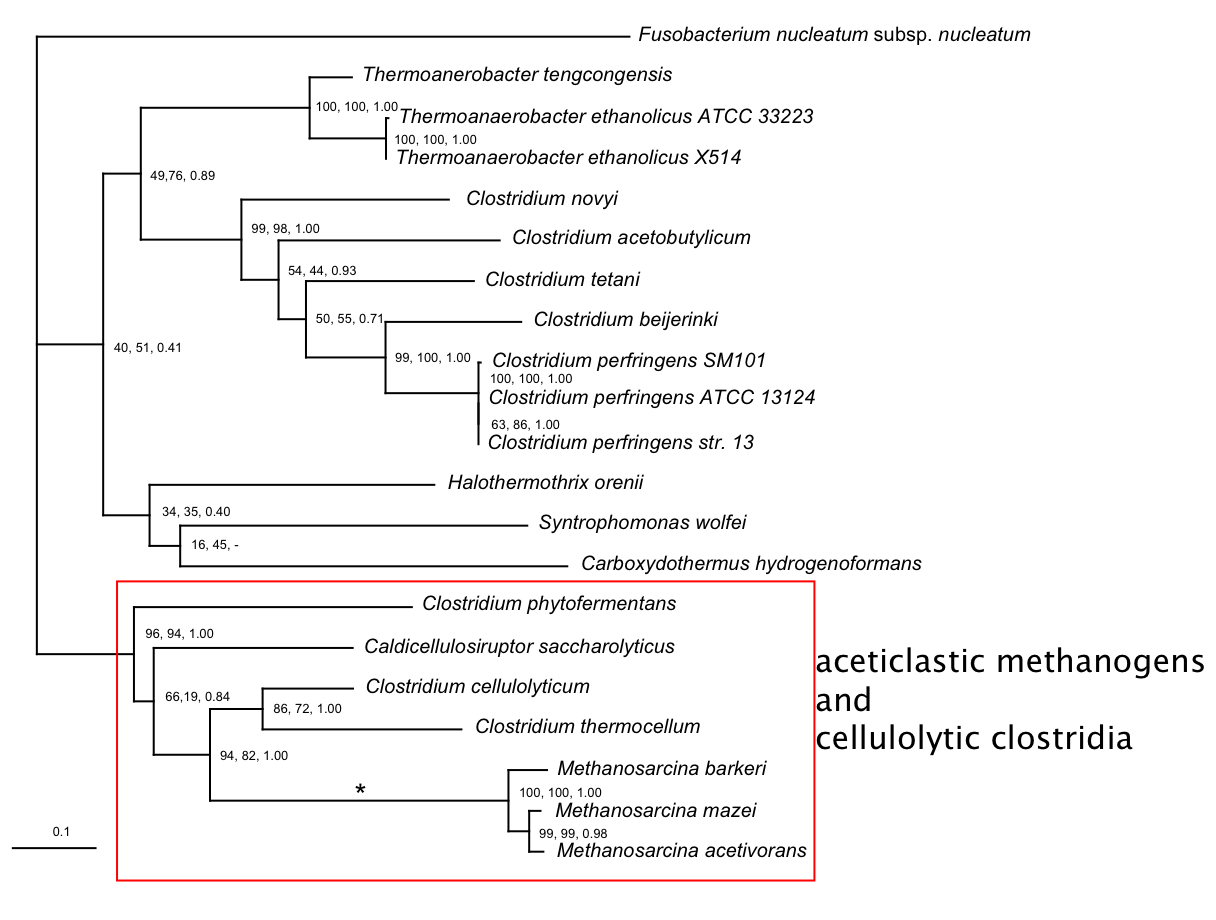 Fusobacterium nucleatum subsp. nucleatum
Thermoanerobacter tengcongensis
100, 100, 1.00
Thermoanaerobacter ethanolicus ATCC 33223
100, 100, 1.00
Thermoanaerobacter ethanolicus X514
49,76, 0.89
Clostridium novyi
99, 98, 1.00
Clostridium acetobutylicum
54, 44, 0.93
Clostridium tetani
50, 55, 0.71
Clostridium beijerinki
40, 51, 0.41
99, 100, 1.00
Clostridium perfringens SM101
100, 100, 1.00
Clostridium perfringens ATCC 13124
63, 86, 1.00
Clostridium perfringens str. 13
Halothermothrix orenii
34, 35, 0.40
Syntrophomonas wolfei
16, 45, -
Carboxydothermus hydrogenoformans
Clostridium phytofermentans
96, 94, 1.00
Caldicellulosiruptor saccharolyticus
66,19, 0.84
Clostridium cellulolyticum
86, 72, 1.00
Clostridium thermocellum
94, 82, 1.00
aceticlastic methanogens
and
cellulolytic clostridia
Methanosarcina barkeri
*
100, 100, 1.00
Methanosarcina mazei
99, 99, 0.98
Methanosarcina acetivorans
0.1